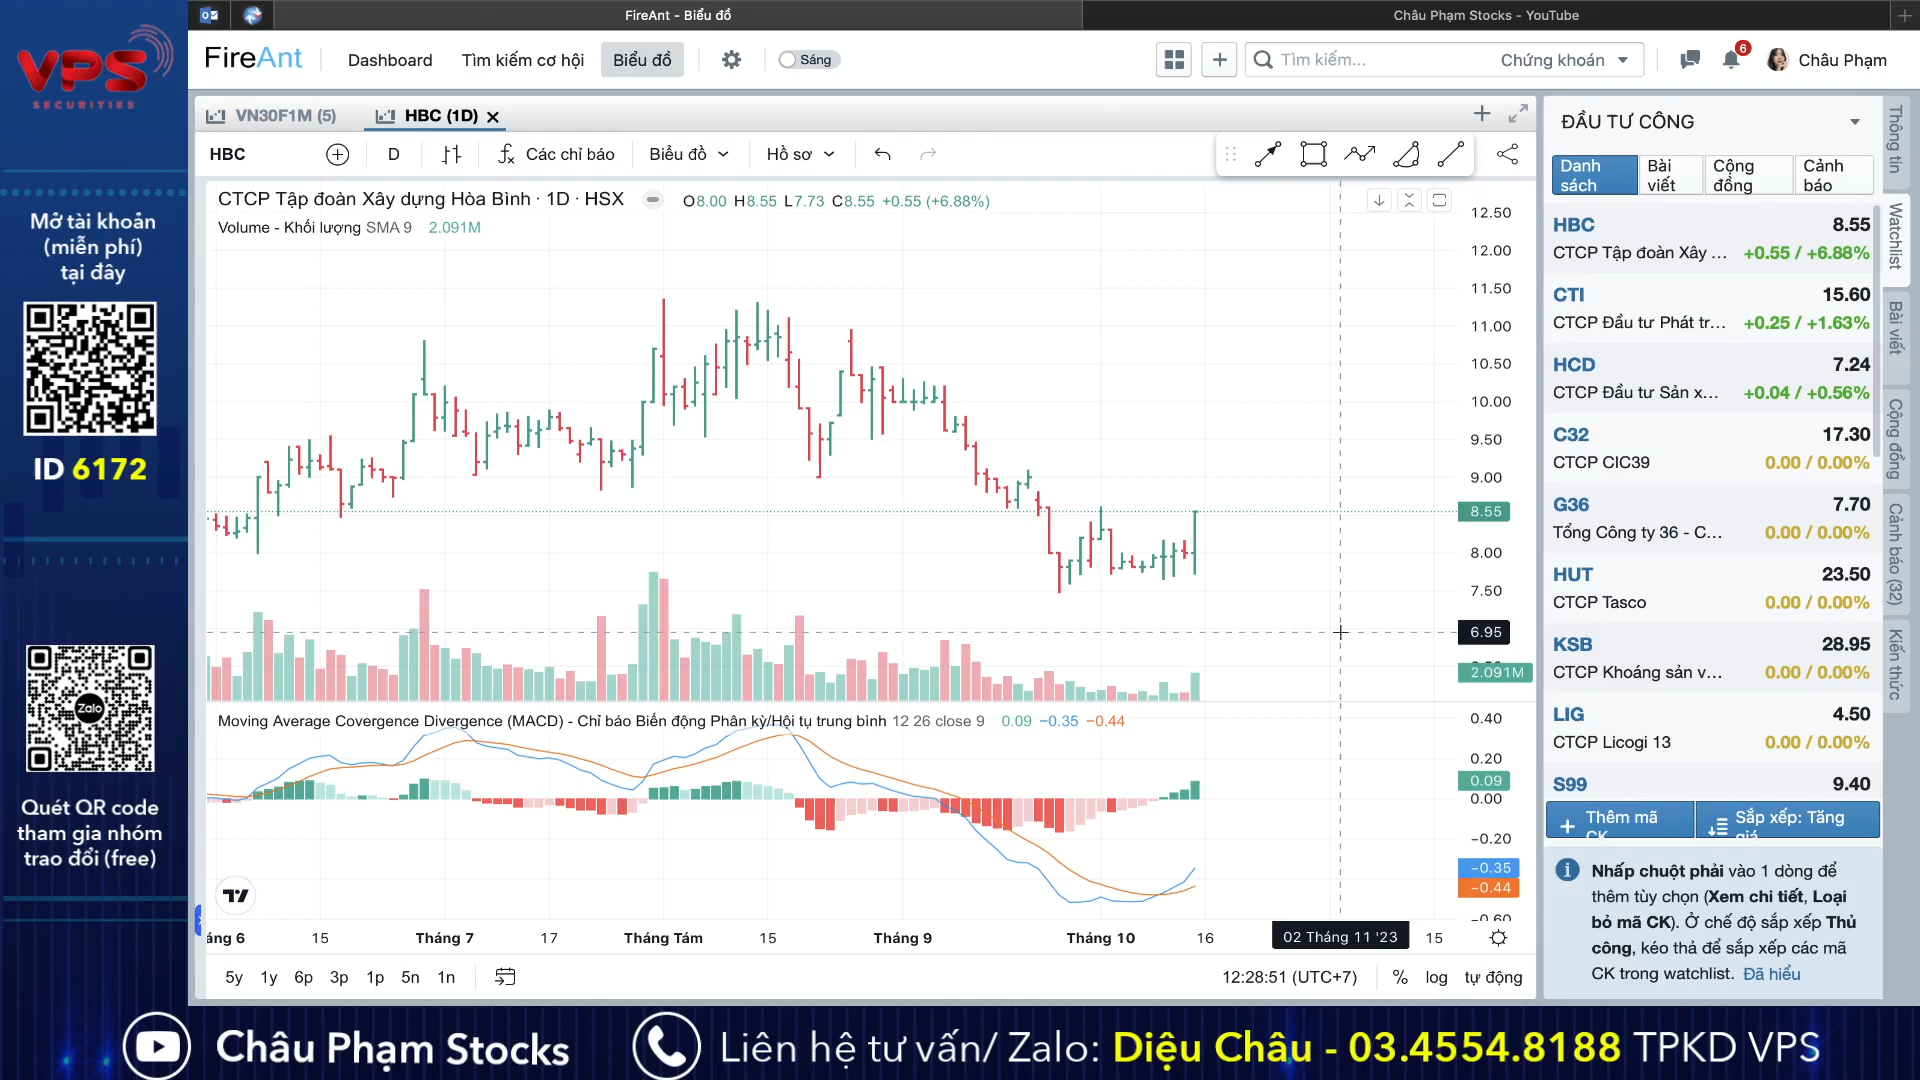 FireAnt - Biểu đồ
Châu Phạm Stocks - YouTube
VPS
SECURITIES
Mở tài khoản
(miễn phí)
tại đây
ID 6172
Zalo
Quét QR code
tham gia nhóm
trao đổi (free)
FireAnt
Dashboard
Tìm kiếm cơ hội
Biểu đồ
Sáng
Tìm kiếm...
Chứng khoán
6
Châu Phạm
VN30F1M (5)
HBC (1D)
HBC
D
Các chỉ báo
Biểu đồ
Hồ sơ
CTCP Tập đoàn Xây dựng Hòa Bình · 1D · HSX
O8.00 H8.55 L7.73 C8.55 +0.55 (+6.88%)
Volume - Khối lượng SMA 9 2.091M
12.50
12.00
11.50
11.00
10.50
10.00
9.50
9.00
8.55
8.00
7.50
6.95
2.091M
Moving Average Covergence Divergence (MACD) - Chỉ báo Biến động Phân kỳ/Hội tụ trung bình 12 26 close 9 0.09 −0.35 −0.44
0.40
0.20
0.09
0.00
−0.20
−0.35
−0.44
−0.60
áng 6
15
Tháng 7
17
Tháng Tám
15
Tháng 9
Tháng 10
16
02 Tháng 11 '23
15
5y 1y 6p 3p 1p 5n 1n
12:28:51 (UTC+7)
% log tự động
ĐẦU TƯ CÔNG
Danh sách
Bài viết
Cộng đồng
Cảnh báo
HBC 8.55
CTCP Tập đoàn Xây ... +0.55 / +6.88%
CTI 15.60
CTCP Đầu tư Phát tr... +0.25 / +1.63%
HCD 7.24
CTCP Đầu tư Sản x... +0.04 / +0.56%
C32 17.30
CTCP CIC39 0.00 / 0.00%
G36 7.70
Tổng Công ty 36 - C... 0.00 / 0.00%
HUT 23.50
CTCP Tasco 0.00 / 0.00%
KSB 28.95
CTCP Khoáng sản v... 0.00 / 0.00%
LIG 4.50
CTCP Licogi 13 0.00 / 0.00%
S99 9.40
Thêm mã CK
Sắp xếp: Tăng giá
Nhấp chuột phải vào 1 dòng để
thêm tùy chọn (Xem chi tiết, Loại
bỏ mã CK). Ở chế độ sắp xếp Thủ
công, kéo thả để sắp xếp các mã
CK trong watchlist. Đã hiểu
Thông tin
Watchlist
Bài viết
Cộng đồng
Cảnh báo (32)
Kiến thức
Châu Phạm Stocks
Liên hệ tư vấn/ Zalo: Diệu Châu - 03.4554.8188 TPKD VPS